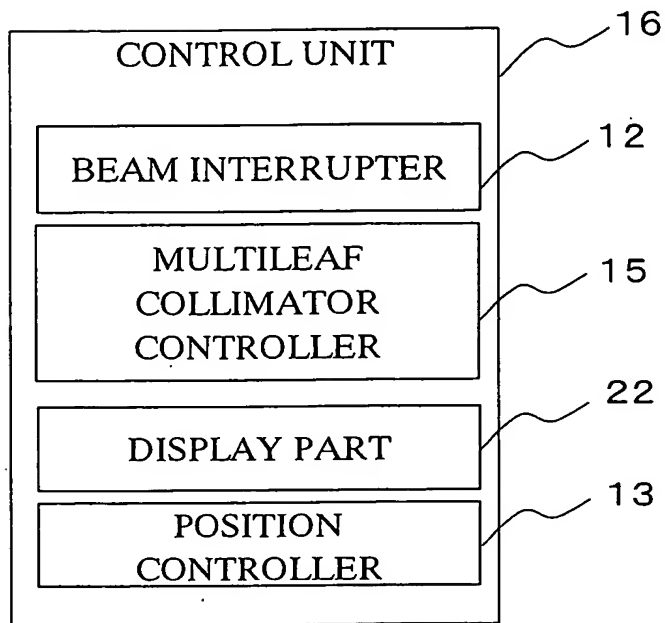 CONTROL UNIT
16
BEAM INTERRUPTER
12
MULTILEAF
COLLIMATOR
CONTROLLER
15
DISPLAY PART
22
POSITION
CONTROLLER
13